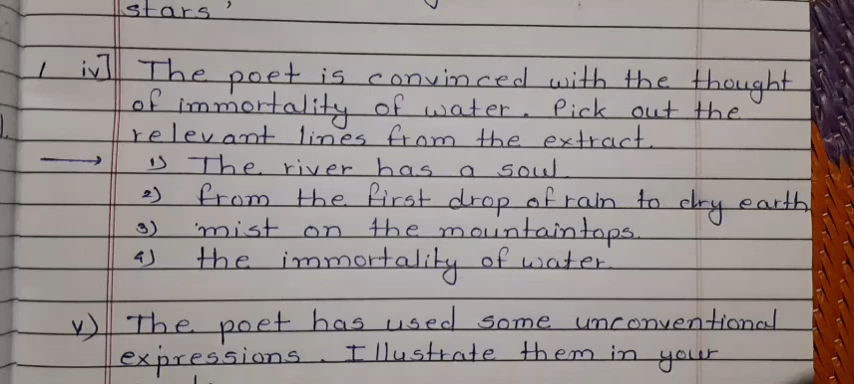 stars'
/ iv] The poet is convinced with the thought
of immortality of water. Pick out the
relevant lines from the extract.
→ 1) The river has a soul
2) from the first drop of rain to dry earth
3) mist on the mountaintops.
4) the immortality of water.
v) The poet has used some unconventional
expressions. Illustrate them in your